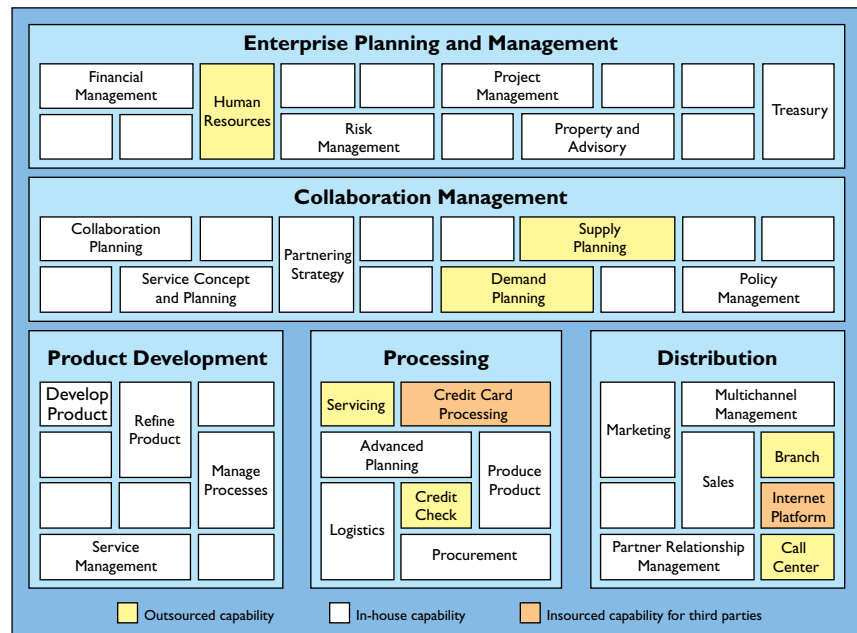 Enterprise Planning and Management
Financial
Management
Human
Resources
Risk
Management
Project
Management
Property and
Advisory
Treasury
Collaboration Management
Collaboration
Planning
Service Concept
and Planning
Partnering
Strategy
Supply
Planning
Demand
Planning
Policy
Management
Product Development
Develop
Product
Refine
Product
Manage
Processes
Service
Management
Processing
Servicing
Credit Card
Processing
Advanced
Planning
Produce
Product
Logistics
Credit
Check
Procurement
Distribution
Marketing
Multichannel
Management
Sales
Branch
Internet
Platform
Partner Relationship
Management
Call
Center
Outsourced capability
In-house capability
Insourced capability for third parties